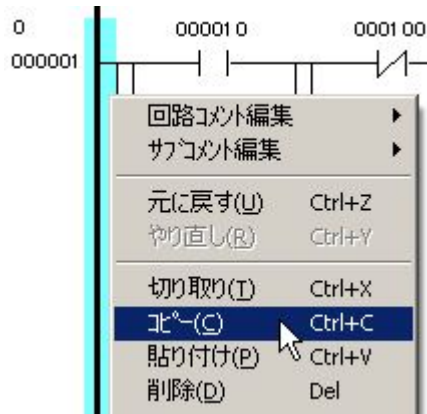 0 000010 000100
000001
回路ｺﾒﾝﾄ編集
ｻﾌﾞｺﾒﾝﾄ編集
元に戻す(U) Ctrl+Z
やり直し(R) Ctrl+Y
切り取り(T) Ctrl+X
ｺﾋﾟｰ(C) Ctrl+C
貼り付け(P) Ctrl+V
削除(D) Del